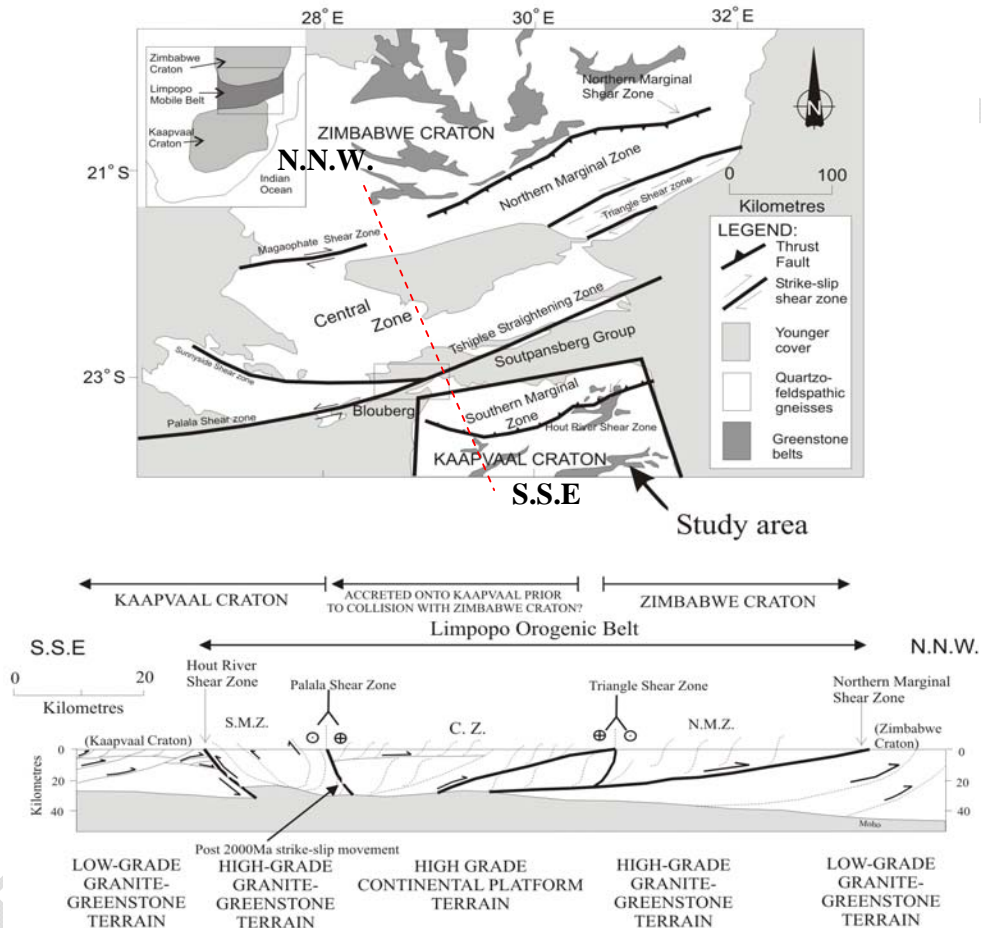 28°E
30°E
32°E
Zimbabwe
Craton
Limpopo
Mobile Belt
Kaapvaal
Craton
Indian
Ocean
ZIMBABWE CRATON
N.N.W.
Northern Marginal
Shear Zone
N
21°S
Northern Marginal Zone
Triangle Shear zone
0
100
Kilometres
Magaophate Shear Zone
LEGEND:
Thrust
Fault
Strike-slip
shear zone
Younger
cover
Quartzo-
feldspathic
gneisses
Greenstone
belts
Central
Zone
Tshiplse Straightening Zone
Soutpansberg Group
23°S
Sunnyside Shear zone
Palala Shear zone
Blouberg
Southern Marginal
Zone
Hout River Shear Zone
KAAPVAAL CRATON
S.S.E
Study area
KAAPVAAL CRATON
ACCRETED ONTO KAAPVAAL PRIOR
TO COLLISION WITH ZIMBABWE CRATON?
ZIMBABWE CRATON
Limpopo Orogenic Belt
S.S.E
N.N.W.
0
20
Kilometres
Hout River
Shear Zone
Palala Shear Zone
Triangle Shear Zone
Northern Marginal
Shear Zone
S.M.Z.
C. Z.
N.M.Z.
(Kaapvaal Craton)
(Zimbabwe
Craton)
Kilometres
0
20
40
0
20
40
Moho
Post 2000Ma strike-slip movement
LOW-GRADE
GRANITE-
GREENSTONE
TERRAIN
HIGH-GRADE
GRANITE-
GREENSTONE
TERRAIN
HIGH GRADE
CONTINENTAL PLATFORM
TERRAIN
HIGH-GRADE
GRANITE-
GREENSTONE
TERRAIN
LOW-GRADE
GRANITE-
GREENSTONE
TERRAIN